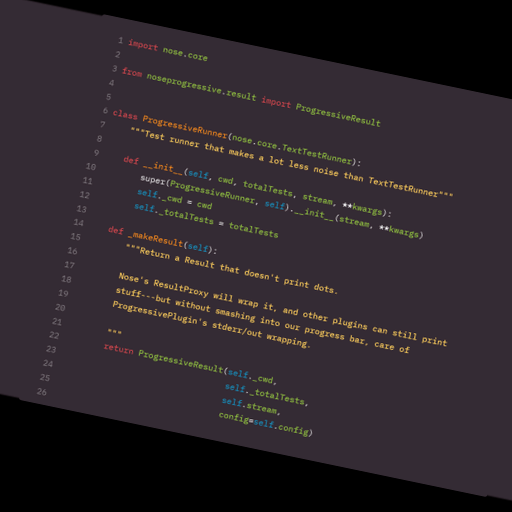 1 import nose.core
2
3 from noseprogressive.result import ProgressiveResult
4
5
6 class ProgressiveRunner(nose.core.TextTestRunner):
7     """Test runner that makes a lot less noise than TextTestRunner"""
8
9     def __init__(self, cwd, totalTests, stream, **kwargs):
10         super(ProgressiveRunner, self).__init__(stream, **kwargs)
11         self._cwd = cwd
12         self._totalTests = totalTests
13
14     def _makeResult(self):
15         """Return a Result that doesn't print dots.
16
17         Nose's ResultProxy will wrap it, and other plugins can still print
18         stuff---but without smashing into our progress bar, care of
19         ProgressivePlugin's stderr/out wrapping.
20
21         """
22         return ProgressiveResult(self._cwd,
23                                  self._totalTests,
24                                  self.stream,
25                                  config=self.config)
26